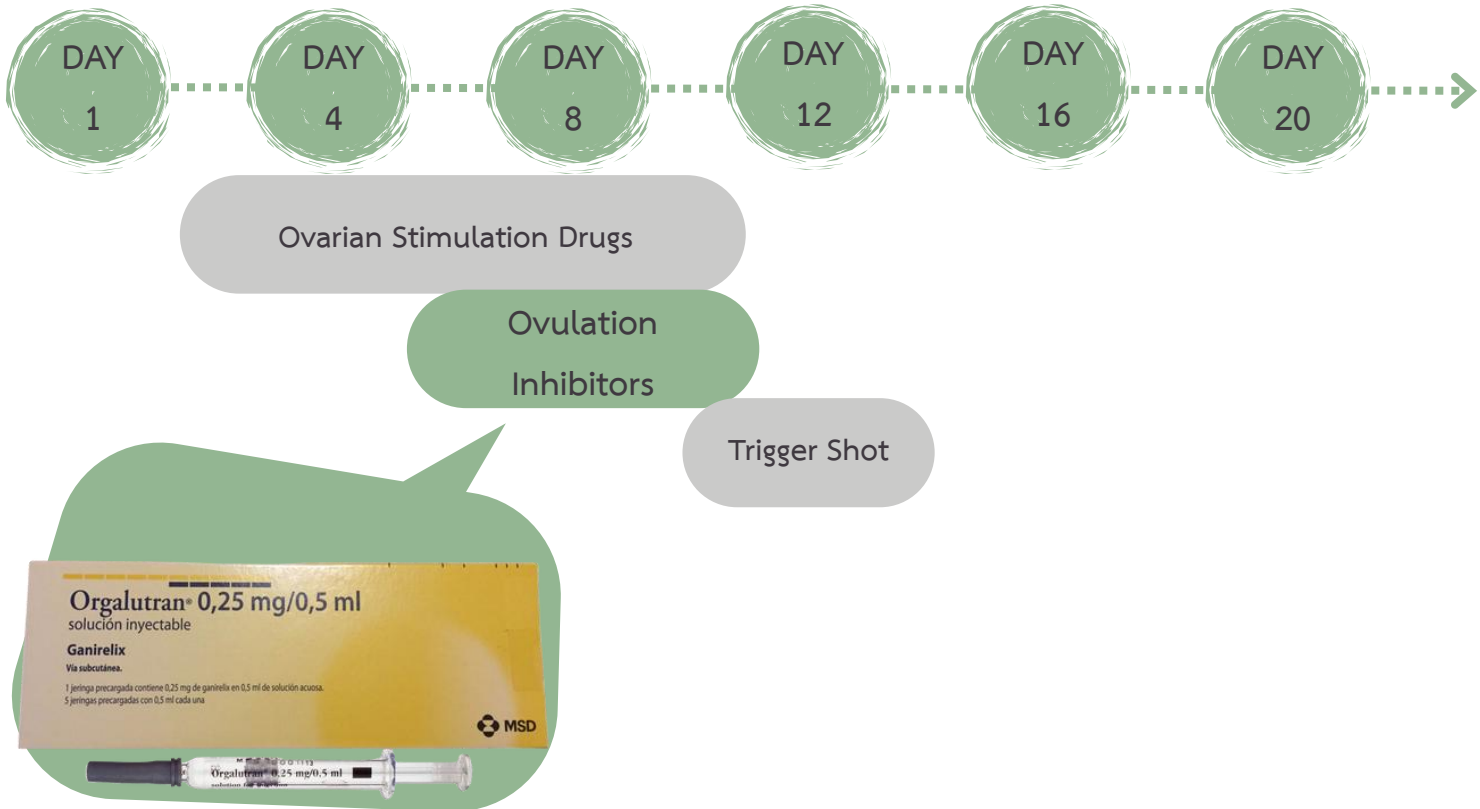 DAY
1
DAY
4
DAY
8
DAY
12
DAY
16
DAY
20
Ovarian Stimulation Drugs
Ovulation
Inhibitors
Trigger Shot
Orgalutran® 0,25 mg/0,5 ml
solución inyectable
Ganirelix
Vía subcutánea.
1 jeringa precargada contiene 0,25 mg de ganirelix en 0,5 ml de solución acuosa.
5 jeringas precargadas con 0,5 ml cada una
MSD
Orgalutran® 0.25 mg/0.5 ml
solution for injection